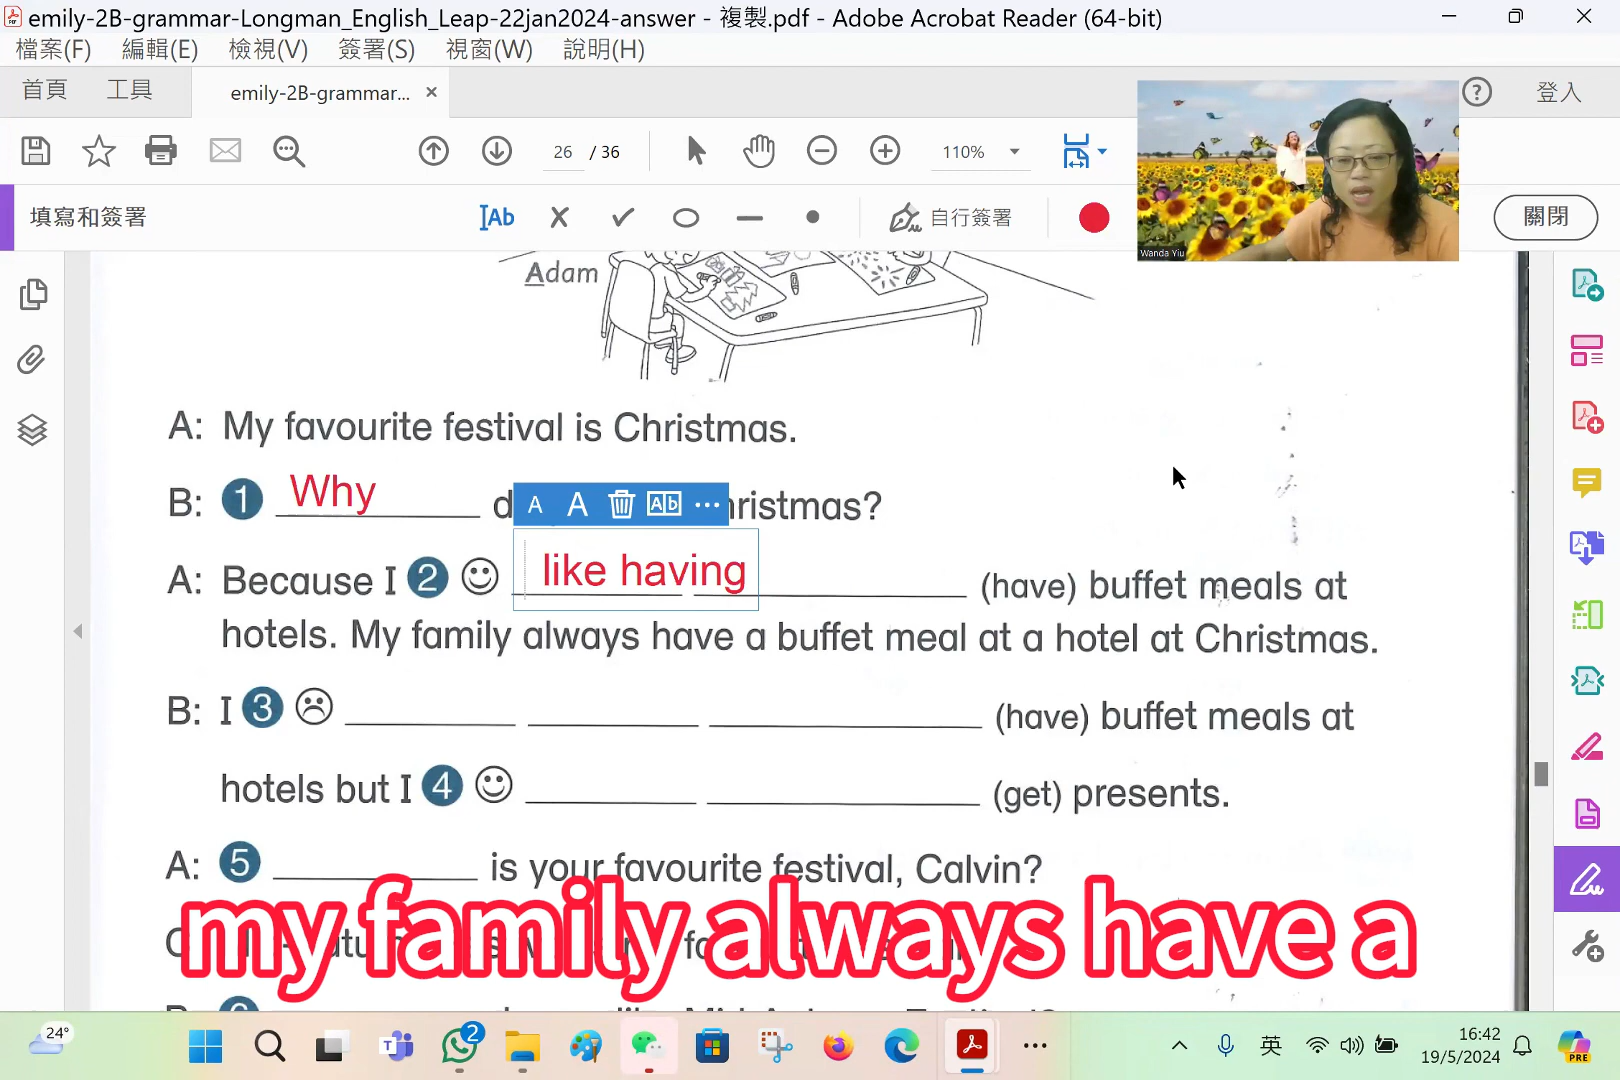 emily-2B-grammar-Longman_English_Leap-22jan2024-answer - 複製.pdf - Adobe Acrobat Reader (64-bit)
檔案(F) 編輯(E) 檢視(V) 簽署(S) 視窗(W) 說明(H)
首頁 工具 emily-2B-grammar... × ? 登入
26 / 36 110%
填寫和簽署 Ab 自行簽署 關閉
Wanda Yiu
Adam
A: My favourite festival is Christmas.
B: 1 Why d A A Ab ... hristmas?
A: Because I 2 like having (have) buffet meals at
hotels. My family always have a buffet meal at a hotel at Christmas.
B: I 3 (have) buffet meals at
hotels but I 4 (get) presents.
A: 5 is your favourite festival, Calvin?
my family always have a
24° 2 英 16:42
19/5/2024
PRE